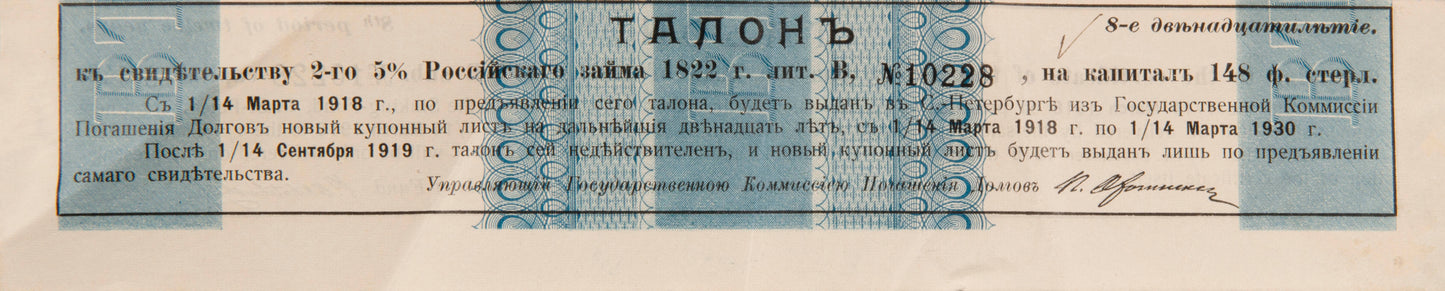 ТАЛОНЪ
8-е двѣнадцатилѣтіе.
къ свидѣтельству 2-го 5% Россійскаго займа 1822 г. лит. В, №10228 , на капиталъ 148 ф. стерл.
Съ 1/14 Марта 1918 г., по предъявленіи сего талона, будетъ выданъ въ С.-Петербургѣ изъ Государственной Коммиссіи
Погашенія Долговъ новый купонный листъ на дальнѣйшія двѣнадцать лѣтъ, съ 1/14 Марта 1918 г. по 1/14 Марта 1930 г.
Послѣ 1/14 Сентября 1919 г. талонъ сей недѣйствителенъ, и новый купонный листъ будетъ выданъ лишь по предъявленіи
самаго свидѣтельства.
Управляющій Государственною Коммиссіею Погашенія Долговъ